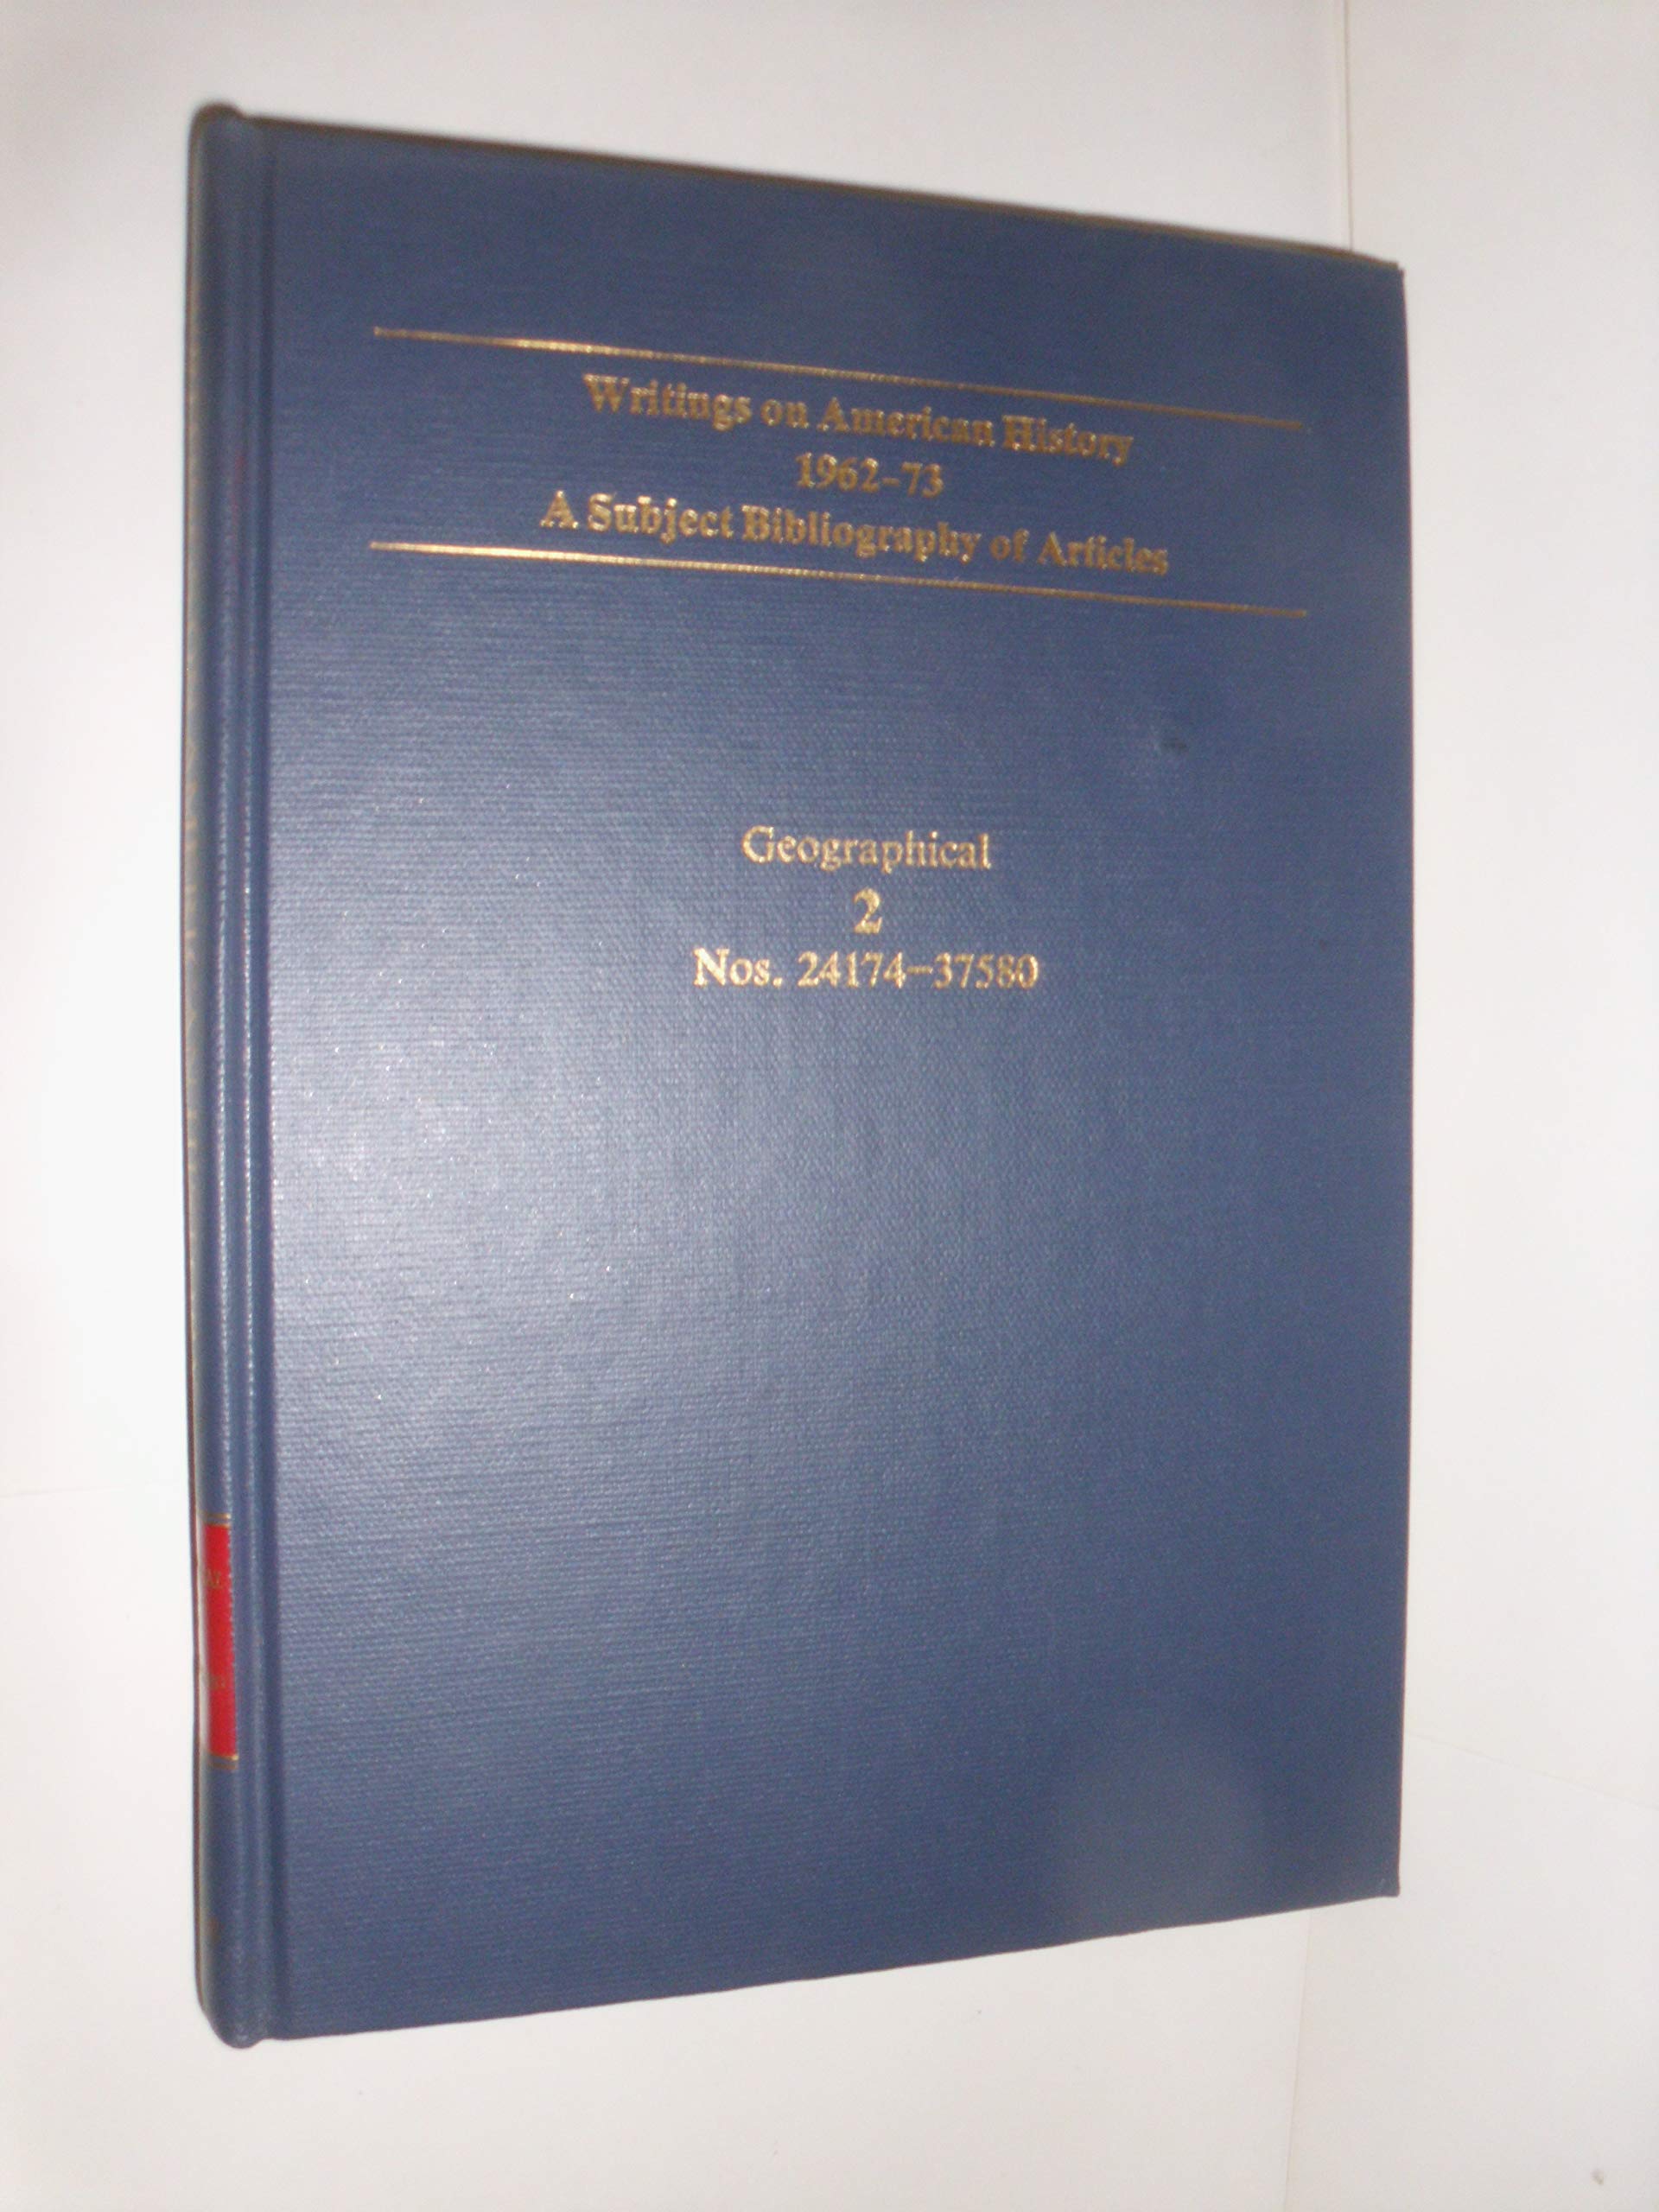 Writings on American History
1962-73
A Subject Bibliography of Articles
Geographical
2
Nos. 24174-37580